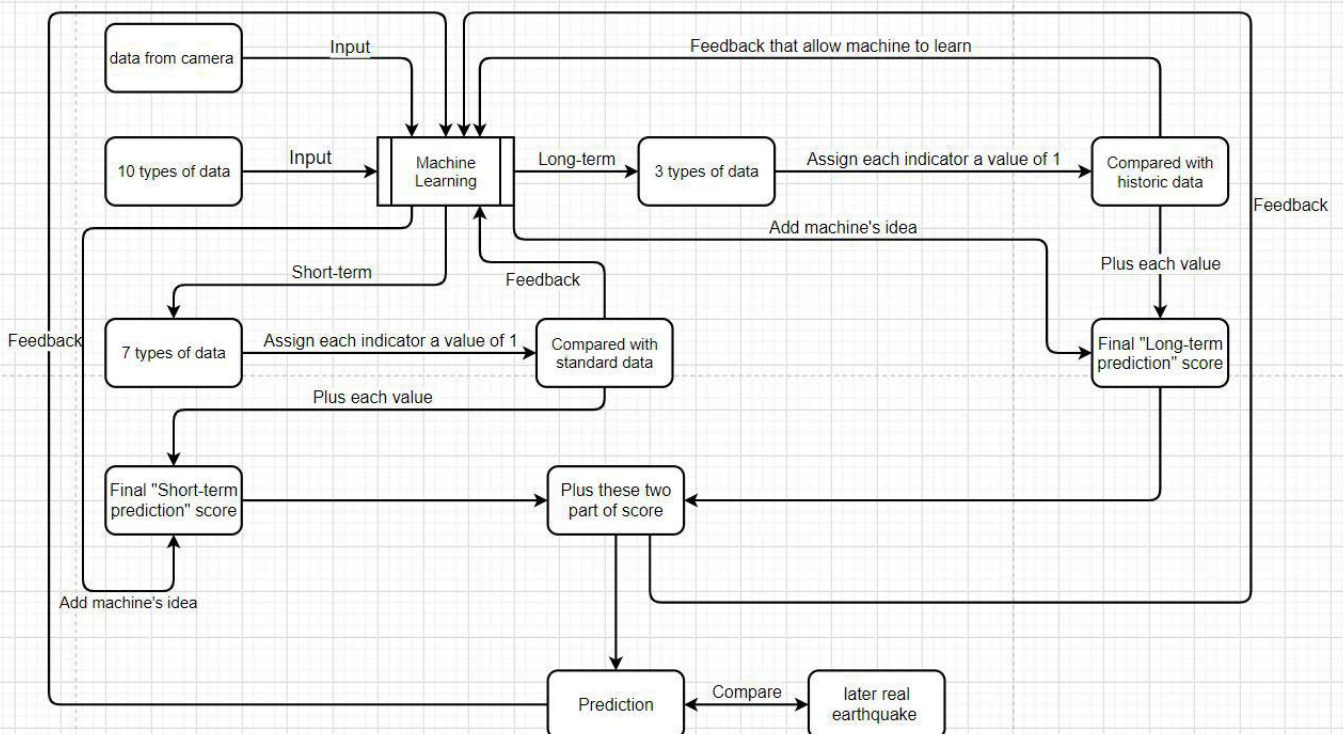 data from camera
Input
Feedback that allow machine to learn
10 types of data
Input
Machine
Learning
Long-term
3 types of data
Assign each indicator a value of 1
Compared with
historic data
Feedback
Add machine's idea
Plus each value
Short-term
Feedback
Feedback
7 types of data
Assign each indicator a value of 1
Compared with
standard data
Final "Long-term
prediction" score
Plus each value
Final "Short-term
prediction" score
Plus these two
part of score
Add machine's idea
Prediction
Compare
later real
earthquake